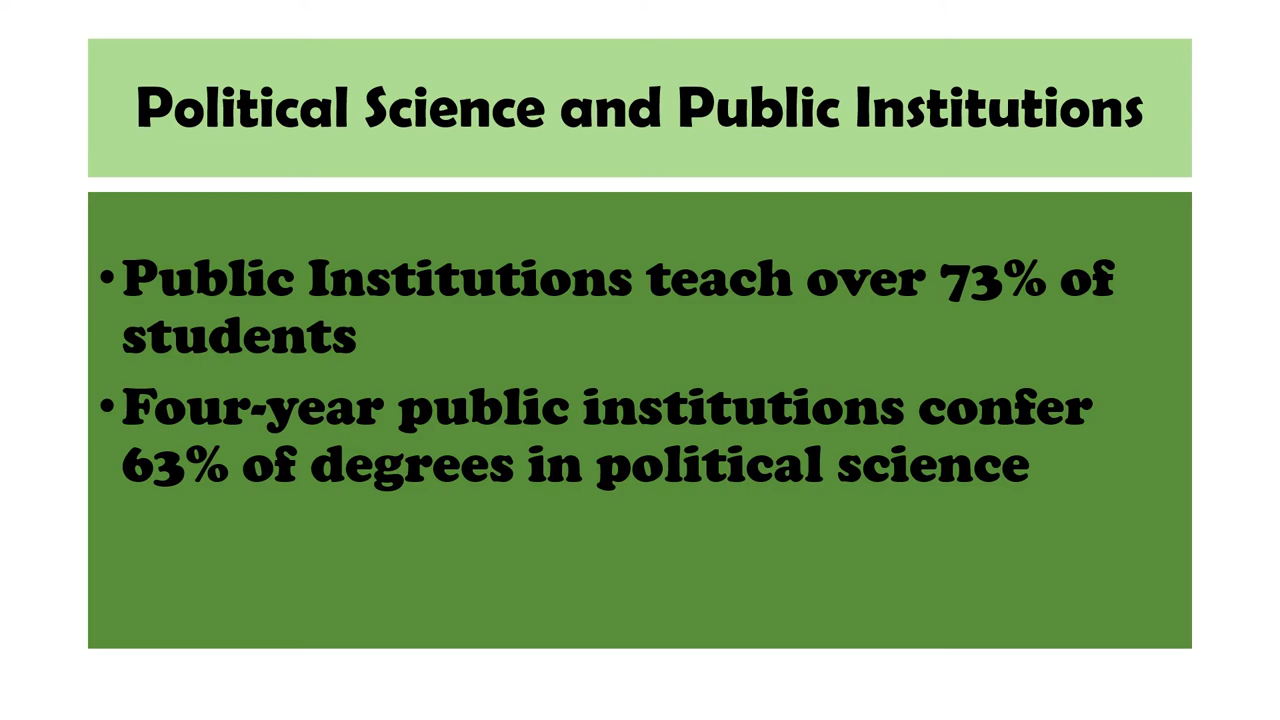 Political Science and Public Institutions
•Public Institutions teach over 73% of
students
•Four-year public institutions confer
63% of degrees in political science